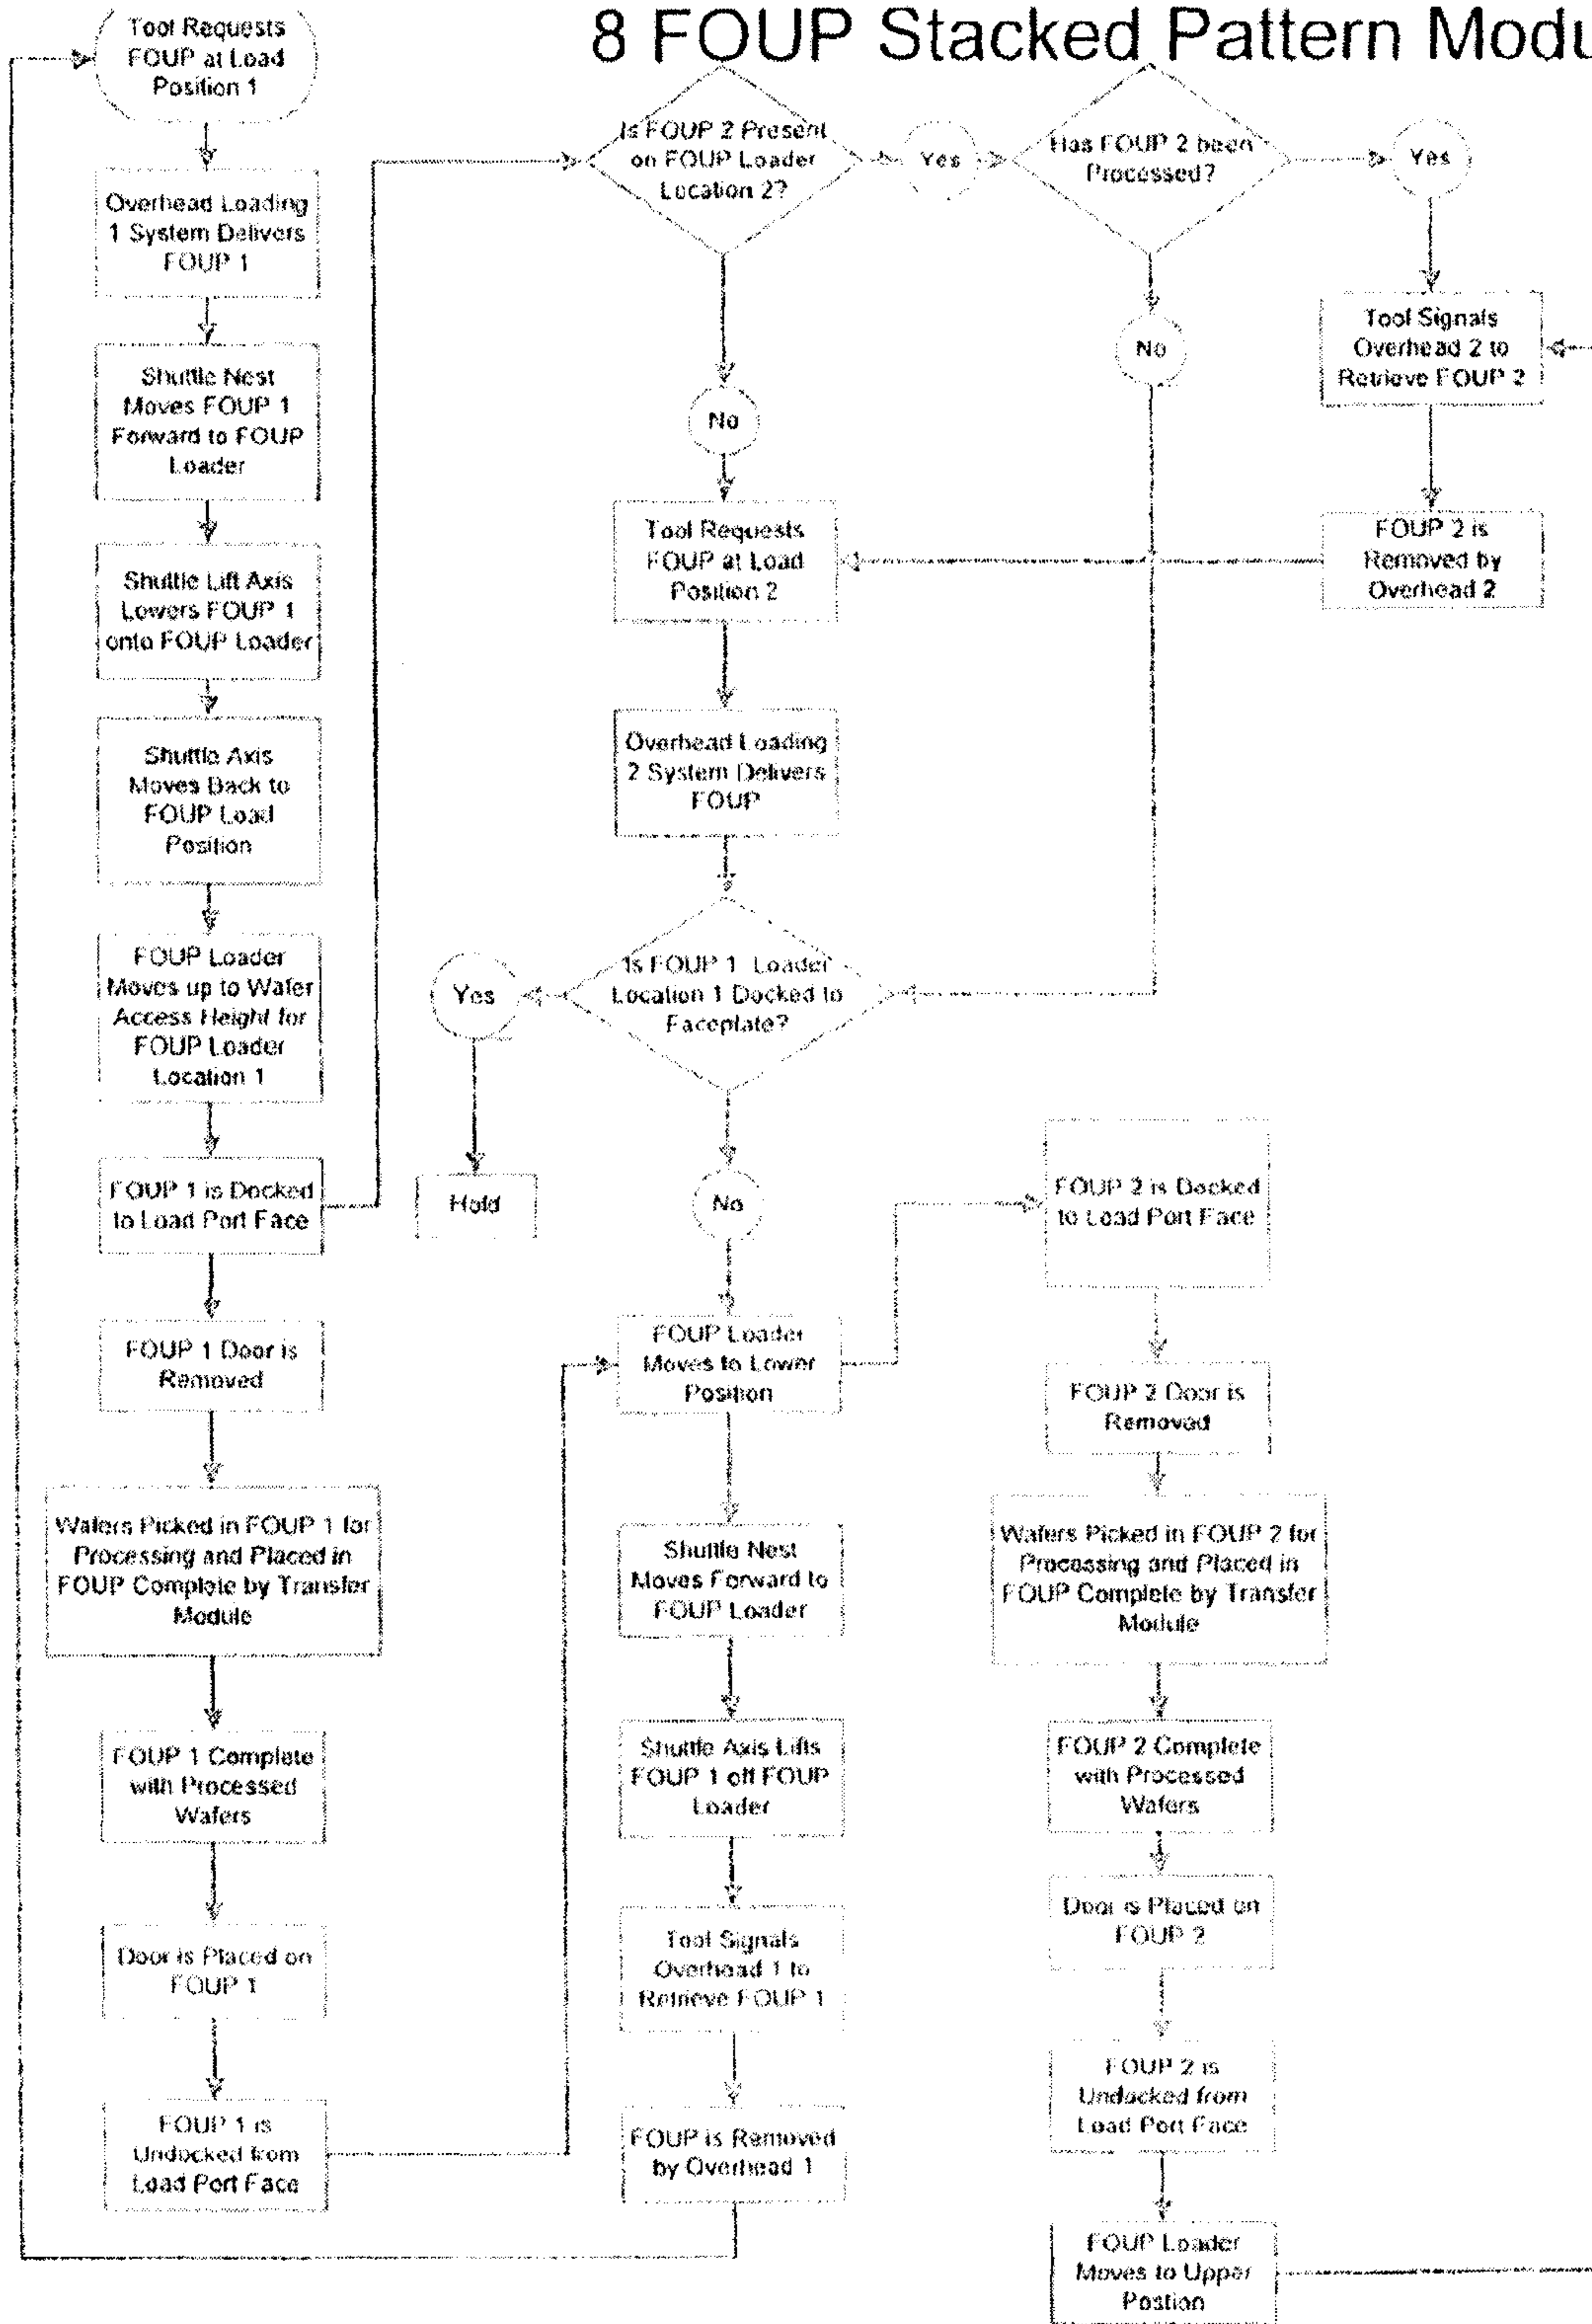 8 FOUP Stacked Pattern Modu
Tool Requests
FOUP at Load
Position 1
Overhead Loading
1 System Delivers
FOUP 1
Shuttle Nest
Moves FOUP 1
Forward to FOUP
Loader
Shuttle Lift Axis
Lowers FOUP 1
onto FOUP Loader
Shuttle Axis
Moves Back to
FOUP Load
Position
FOUP Loader
Moves up to Wafer
Access Height for
FOUP Loader
Location 1
FOUP 1 is Docked
to Load Port Face
FOUP 1 Door is
Removed
Wafers Picked in FOUP 1 for
Processing and Placed in
FOUP Complete by Transfer
Module
FOUP 1 Complete
with Processed
Wafers
Door is Placed on
FOUP 1
FOUP 1 is
Undocked from
Load Port Face
Is FOUP 2 Present
on FOUP Loader
Location 2?
Yes
Has FOUP 2 been
Processed?
Yes
No
No
Tool Signals
Overhead 2 to
Retrieve FOUP 2
FOUP 2 is
Removed by
Overhead 2
Tool Requests
FOUP at Load
Position 2
Overhead Loading
2 System Delivers
FOUP
Is FOUP 1 Loader
Location 1 Docked to
Faceplate?
Yes
Hold
No
FOUP Loader
Moves to Lower
Position
Shuttle Nest
Moves Forward to
FOUP Loader
Shuttle Axis Lifts
FOUP 1 off FOUP
Loader
Tool Signals
Overhead 1 to
Retrieve FOUP 1
FOUP is Removed
by Overhead 1
FOUP 2 is Docked
to Load Port Face
FOUP 2 Door is
Removed
Wafers Picked in FOUP 2 for
Processing and Placed in
FOUP Complete by Transfer
Module
FOUP 2 Complete
with Processed
Wafers
Door is Placed on
FOUP 2
FOUP 2 is
Undocked from
Load Port Face
FOUP Loader
Moves to Upper
Postion